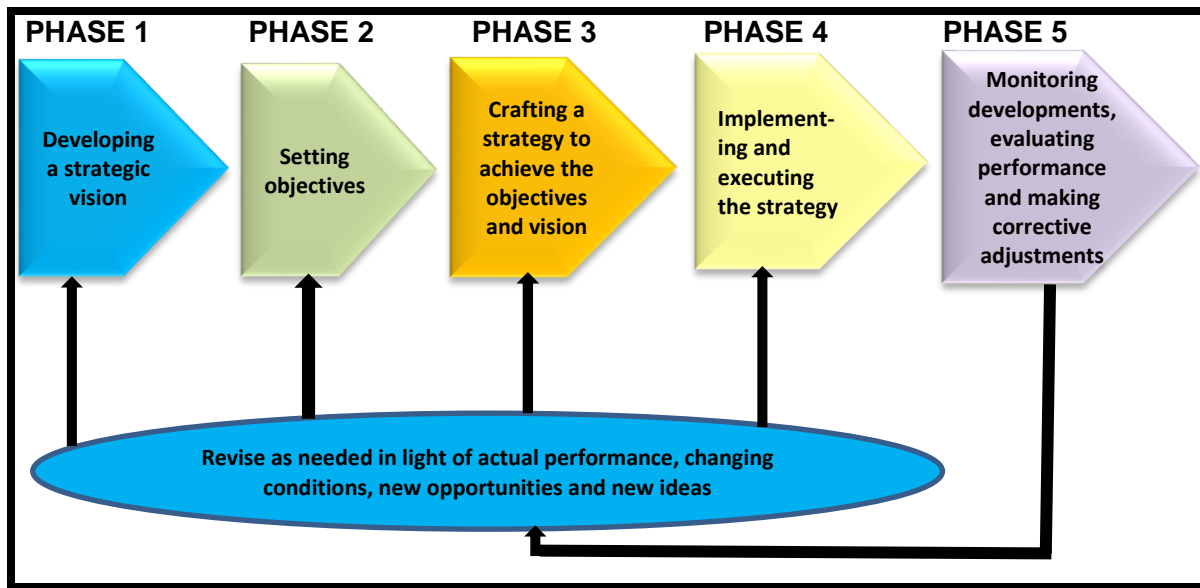 PHASE 1
PHASE 2
PHASE 3
PHASE 4
PHASE 5
Developing
a strategic
vision
Setting
objectives
Crafting a
strategy to
achieve the
objectives
and vision
Implement-
ing and
executing
the strategy
Monitoring
developments,
evaluating
performance
and making
corrective
adjustments
Revise as needed in light of actual performance, changing
conditions, new opportunities and new ideas